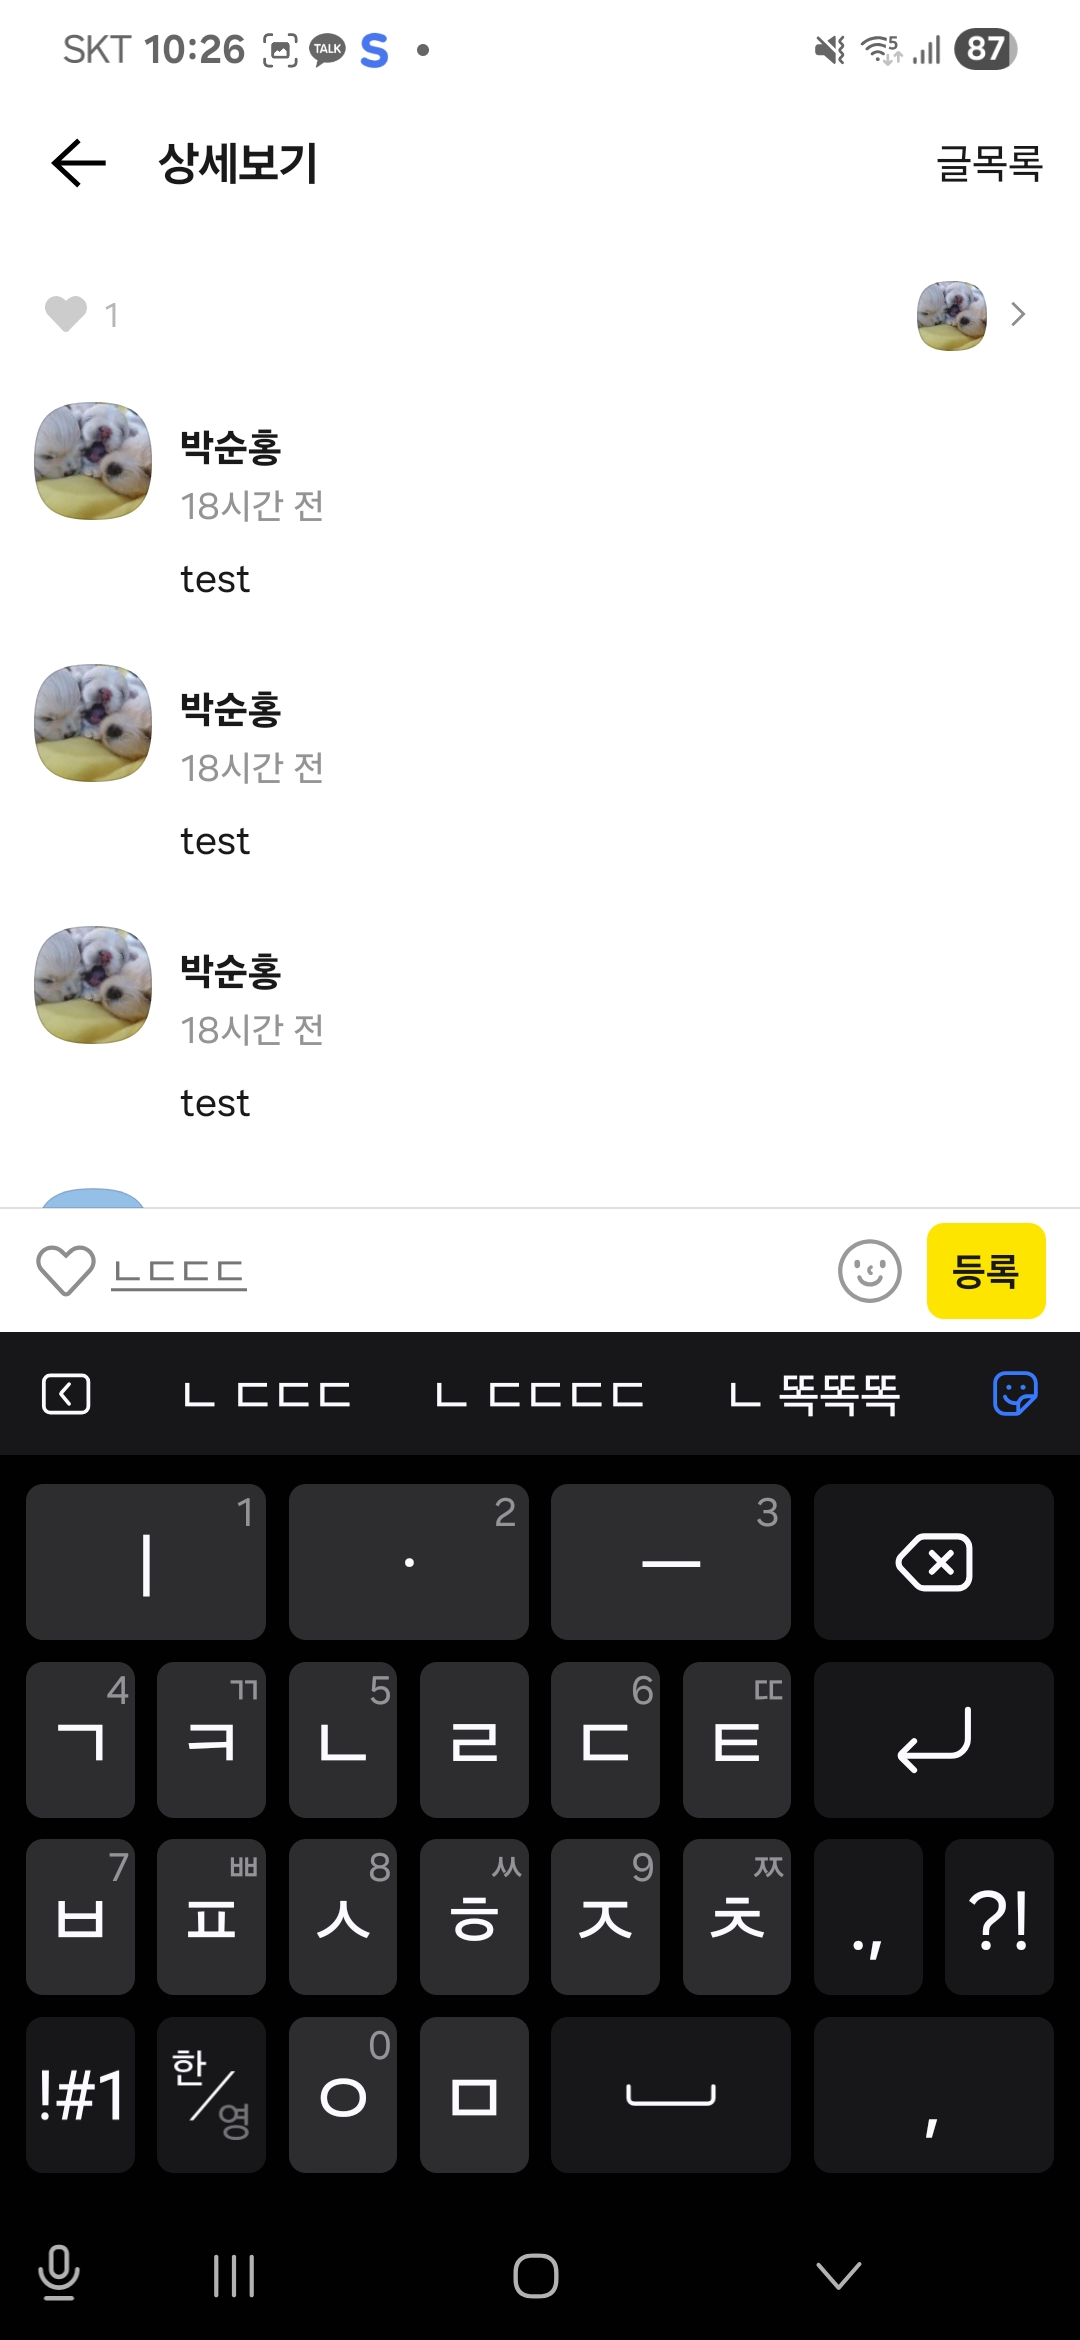 SKT 10:26 TALK S 5 87
상세보기 글목록
1
박순홍
18시간 전
test
박순홍
18시간 전
test
박순홍
18시간 전
test
ㄴㄷㄷㄷ 등록
ㄴ ㄷㄷㄷ ㄴ ㄷㄷㄷㄷ ㄴ 똑똑똑
1 2 3
ㅣ · ㅡ
4 ㄲ 5 6 ㄸ
ㄱ ㅋ ㄴ ㄹ ㄷ ㅌ
7 ㅃ 8 ㅆ 9 ㅉ
ㅂ ㅍ ㅅ ㅎ ㅈ ㅊ ., ?!
!#1 한/영 0 ㅇ ㅁ ,